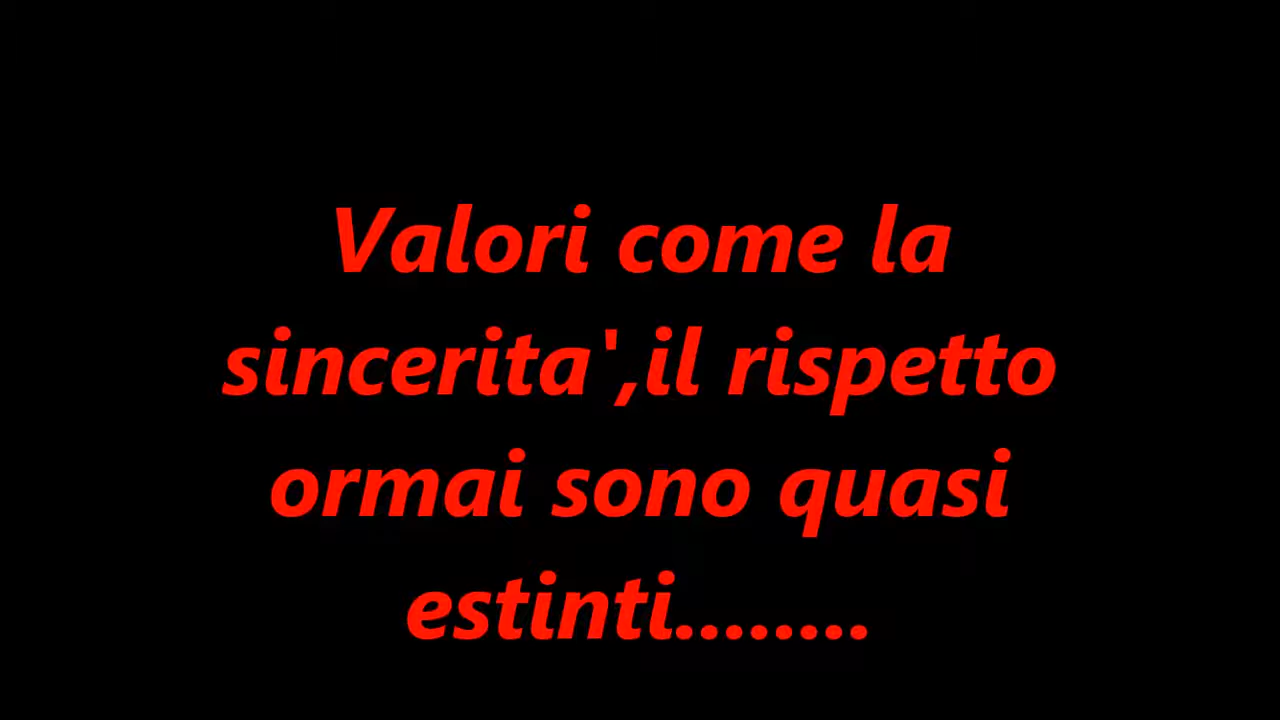 Valori come la
sincerita',il rispetto
ormai sono quasi
estinti........